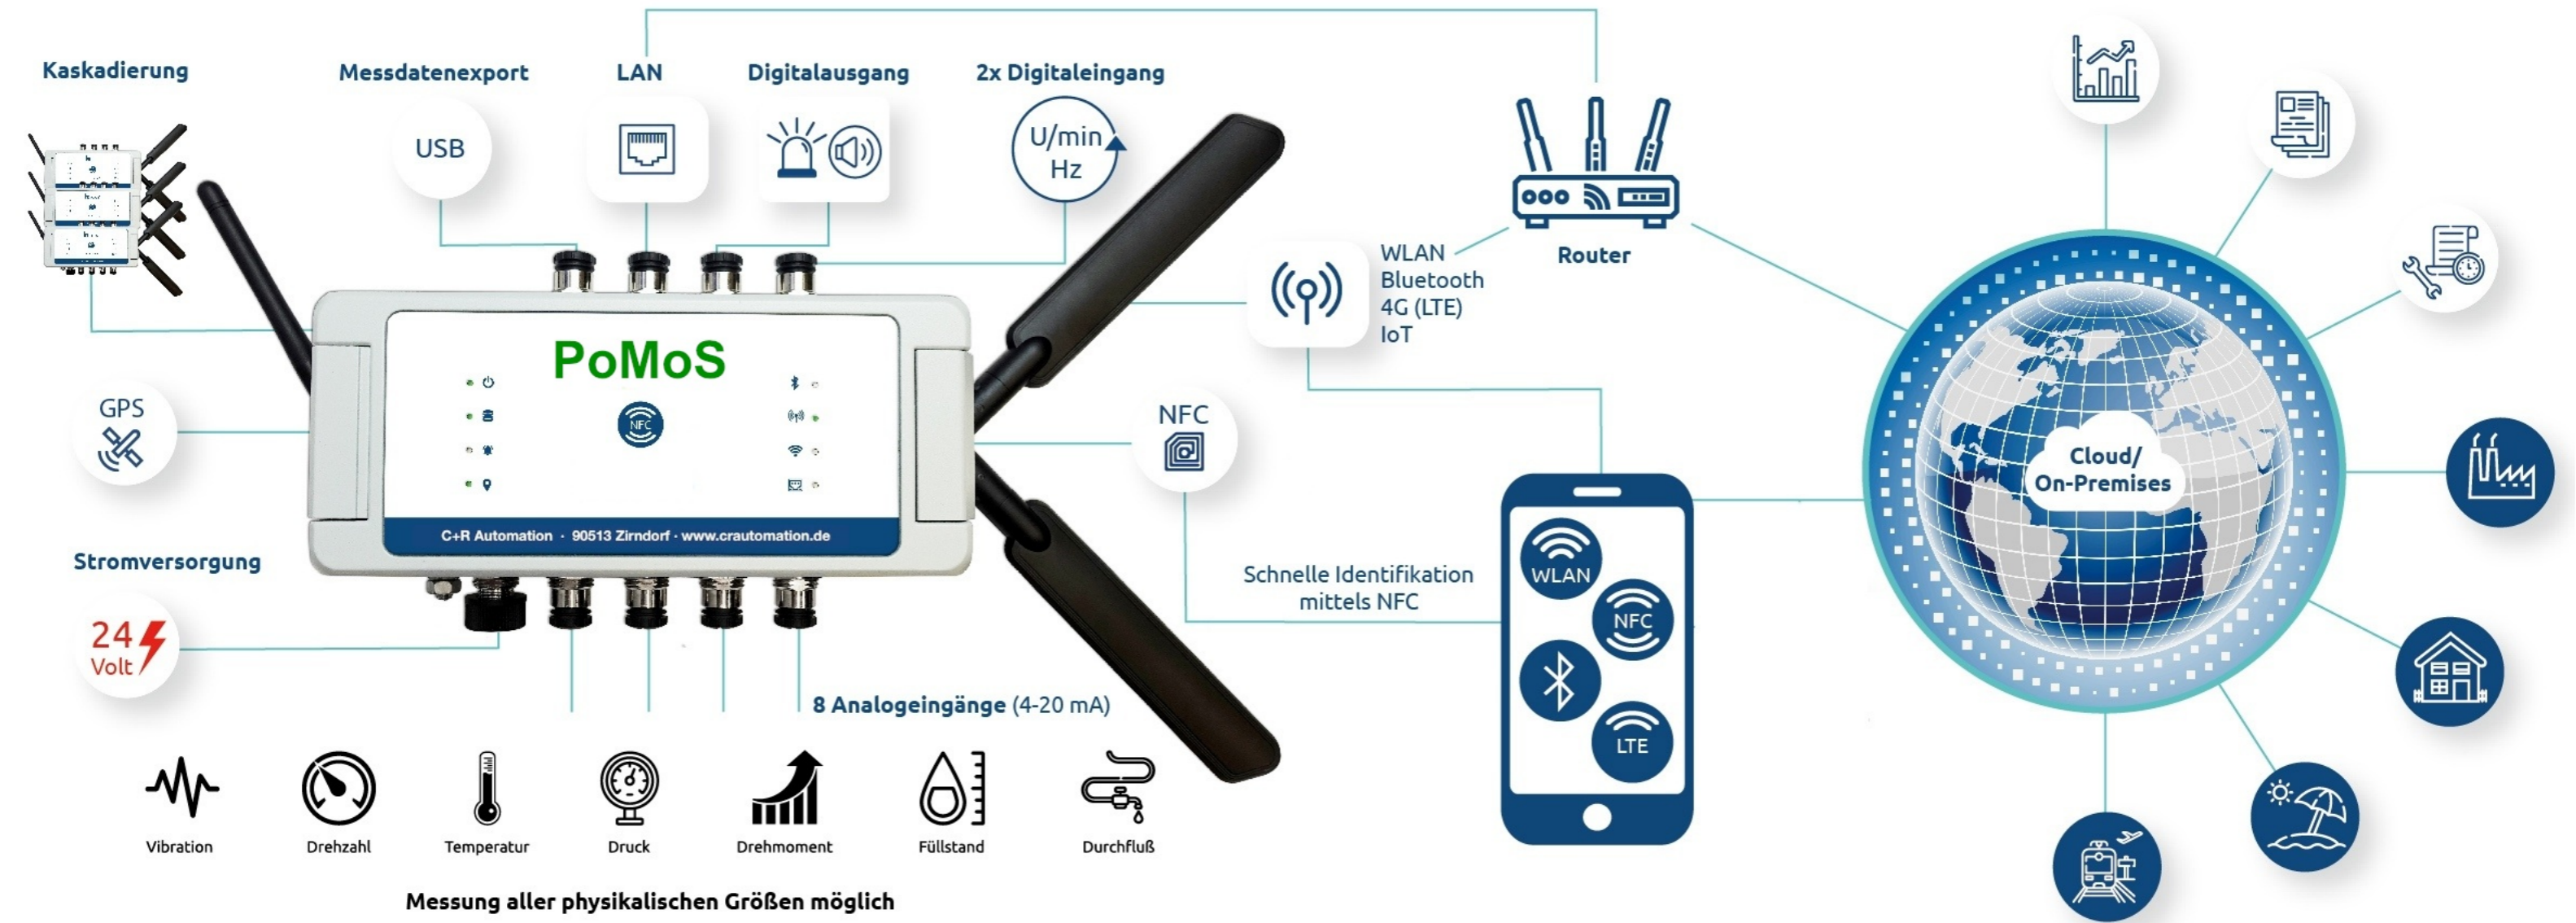 Kaskadierung
Messdatenexport
USB
LAN
Digitalausgang
2x Digitaleingang
U/min
Hz
Router
WLAN
Bluetooth
4G (LTE)
IoT
GPS
PoMoS
NFC
C+R Automation · 90513 Zirndorf · www.crautomation.de
NFC
Stromversorgung
24
Volt
Schnelle Identifikation
mittels NFC
WLAN
NFC
LTE
Cloud/
On-Premises
8 Analogeingänge (4-20 mA)
Vibration
Drehzahl
Temperatur
Druck
Drehmoment
Füllstand
Durchfluß
Messung aller physikalischen Größen möglich